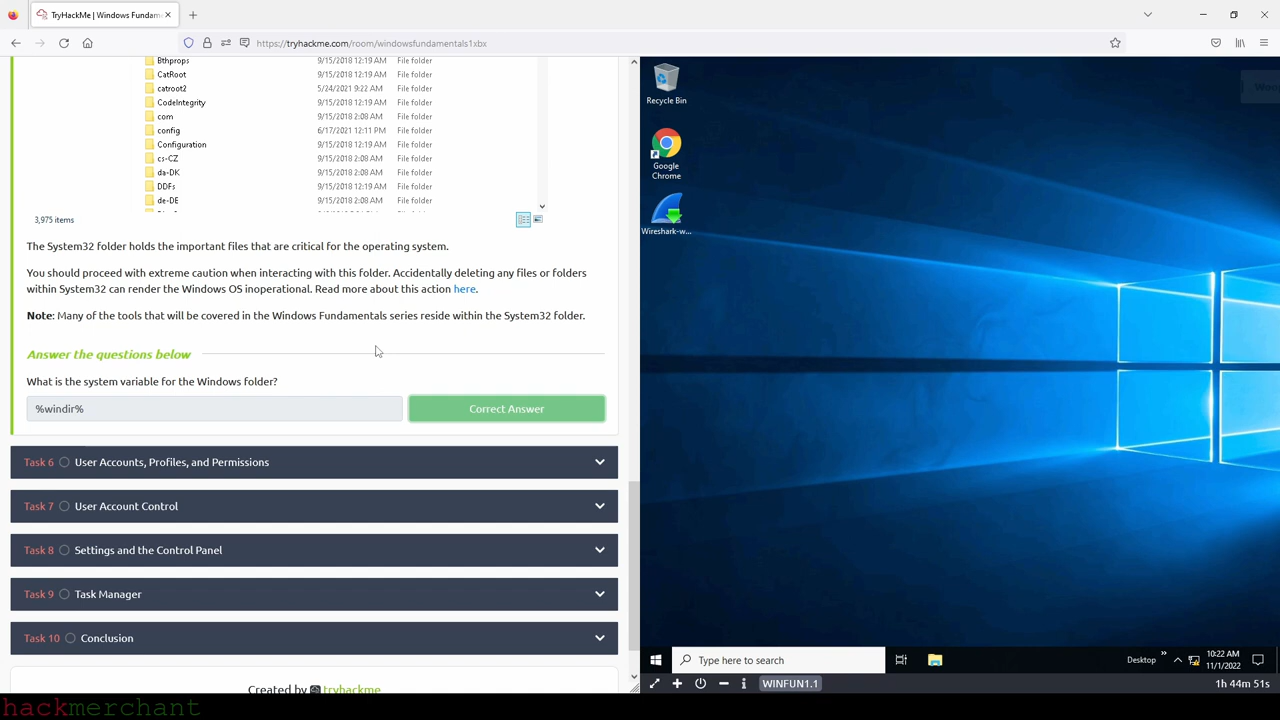 TryHackMe | Windows Fundam
https://tryhackme.com/room/windowsfundamentals1xbx
Bthprops 9/15/2018 12:19 AM File folder
CatRoot 9/15/2018 12:19 AM File folder
catroot2 5/24/2021 9:22 AM File folder
CodeIntegrity 9/15/2018 12:19 AM File folder
com 9/15/2018 2:08 AM File folder
config 6/17/2021 12:11 PM File folder
Configuration 9/15/2018 12:19 AM File folder
cs-CZ 9/15/2018 2:08 AM File folder
da-DK 9/15/2018 2:08 AM File folder
DDFs 9/15/2018 12:19 AM File folder
de-DE 9/15/2018 2:08 AM File folder
3,975 items
The System32 folder holds the important files that are critical for the operating system.
You should proceed with extreme caution when interacting with this folder. Accidentally deleting any files or folders
within System32 can render the Windows OS inoperational. Read more about this action here.
Note: Many of the tools that will be covered in the Windows Fundamentals series reside within the System32 folder.
Answer the questions below
What is the system variable for the Windows folder?
%windir%
Correct Answer
Task 6 User Accounts, Profiles, and Permissions
Task 7 User Account Control
Task 8 Settings and the Control Panel
Task 9 Task Manager
Task 10 Conclusion
Created by tryhackme
Recycle Bin
Google
Chrome
Wireshark-w...
Type here to search
Desktop
10:22 AM
11/1/2022
WINFUN1.1
1h 44m 51s
hackmerchant